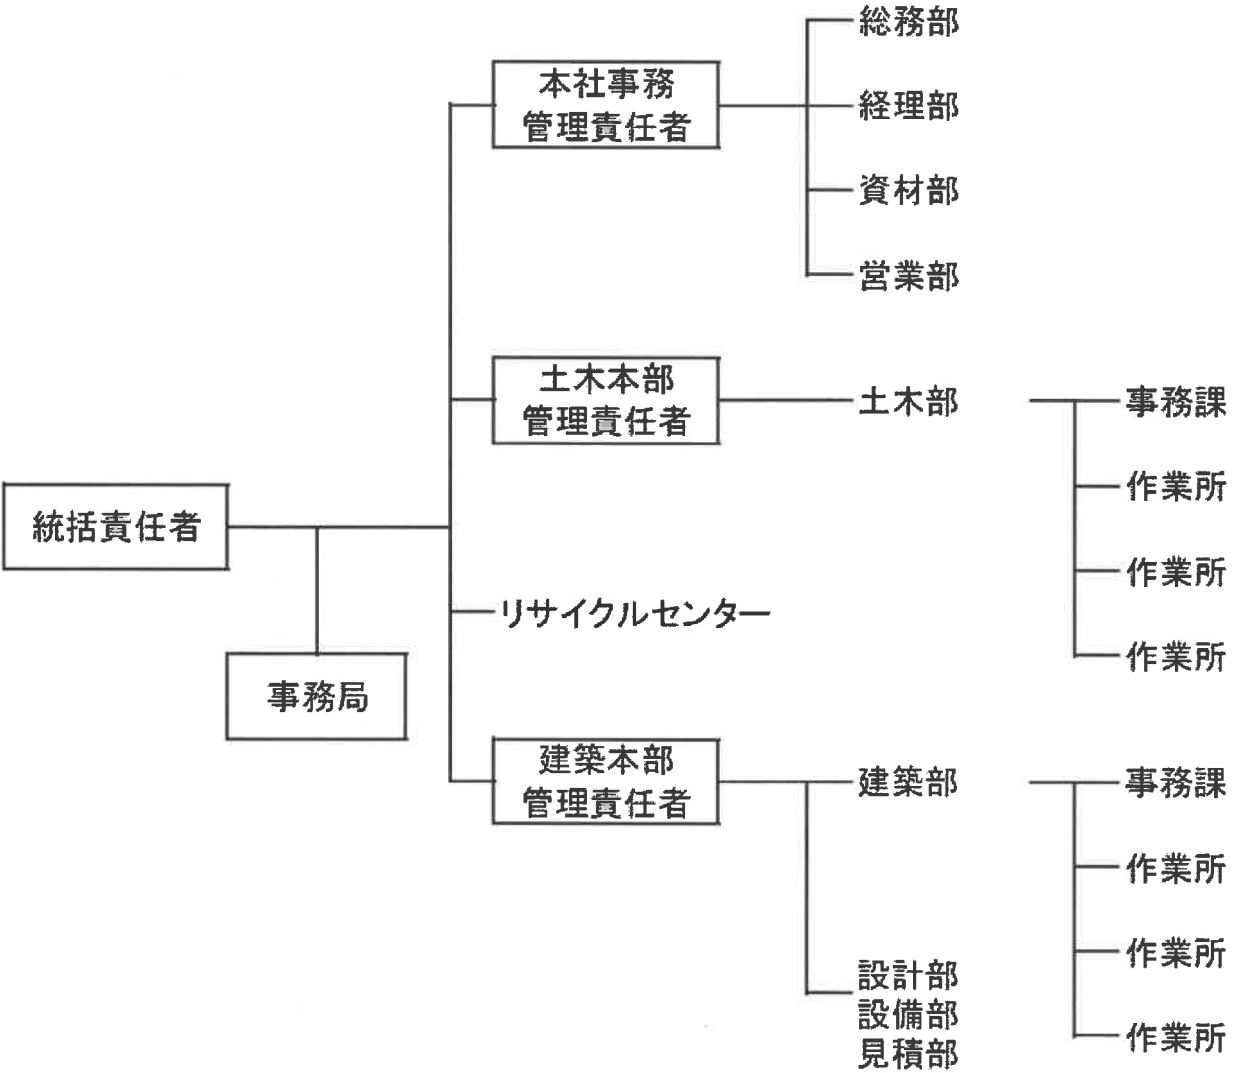 総務部
本社事務
管理責任者
経理部
資材部
営業部
土木本部
管理責任者
土木部
事務課
作業所
作業所
作業所
統括責任者
事務局
リサイクルセンター
建築本部
管理責任者
建築部
事務課
作業所
作業所
作業所
設計部
設備部
見積部